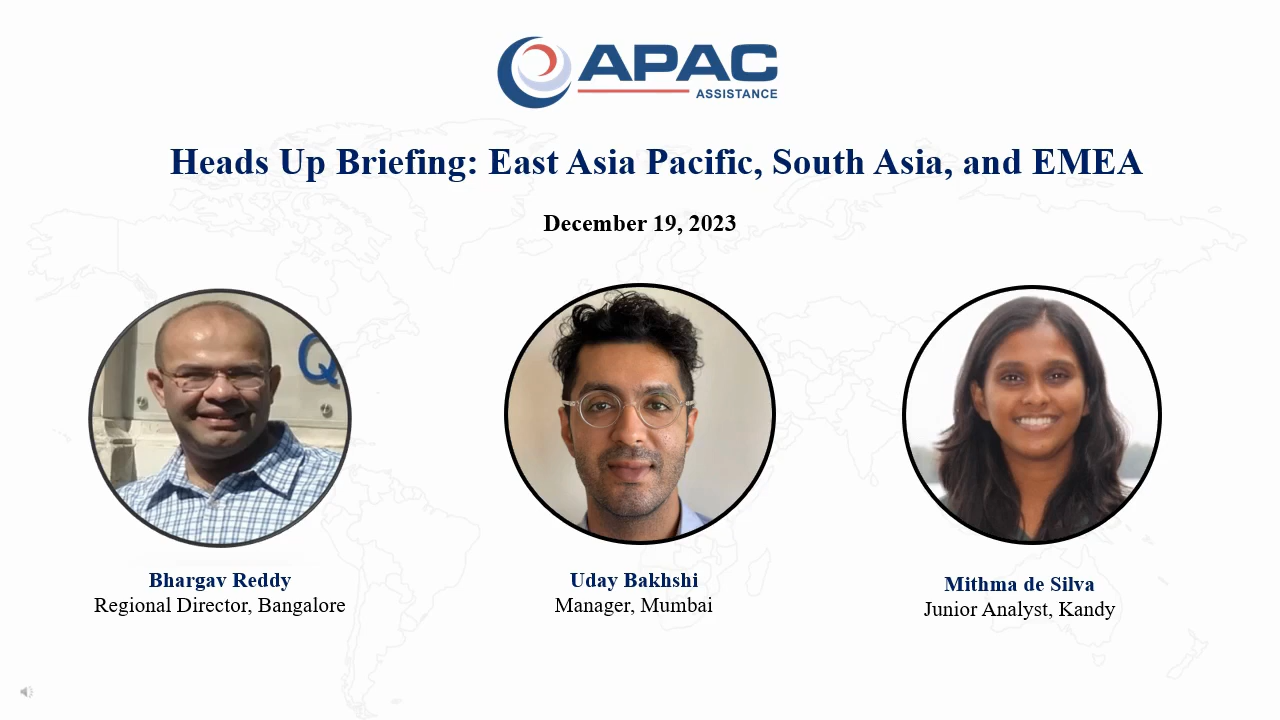 APAC
ASSISTANCE
Heads Up Briefing: East Asia Pacific, South Asia, and EMEA
December 19, 2023
Q
Bhargav Reddy
Regional Director, Bangalore
Uday Bakhshi
Manager, Mumbai
Mithma de Silva
Junior Analyst, Kandy